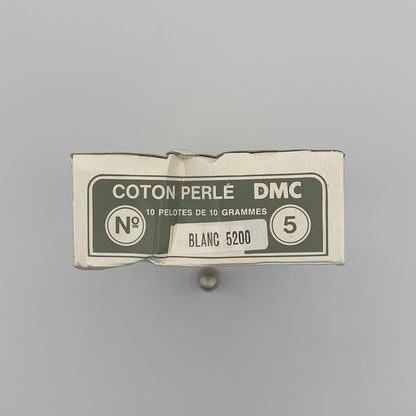 COTON PERLÉ DMC
10 PELOTES DE 10 GRAMMES
Nº 5
BLANC 5200